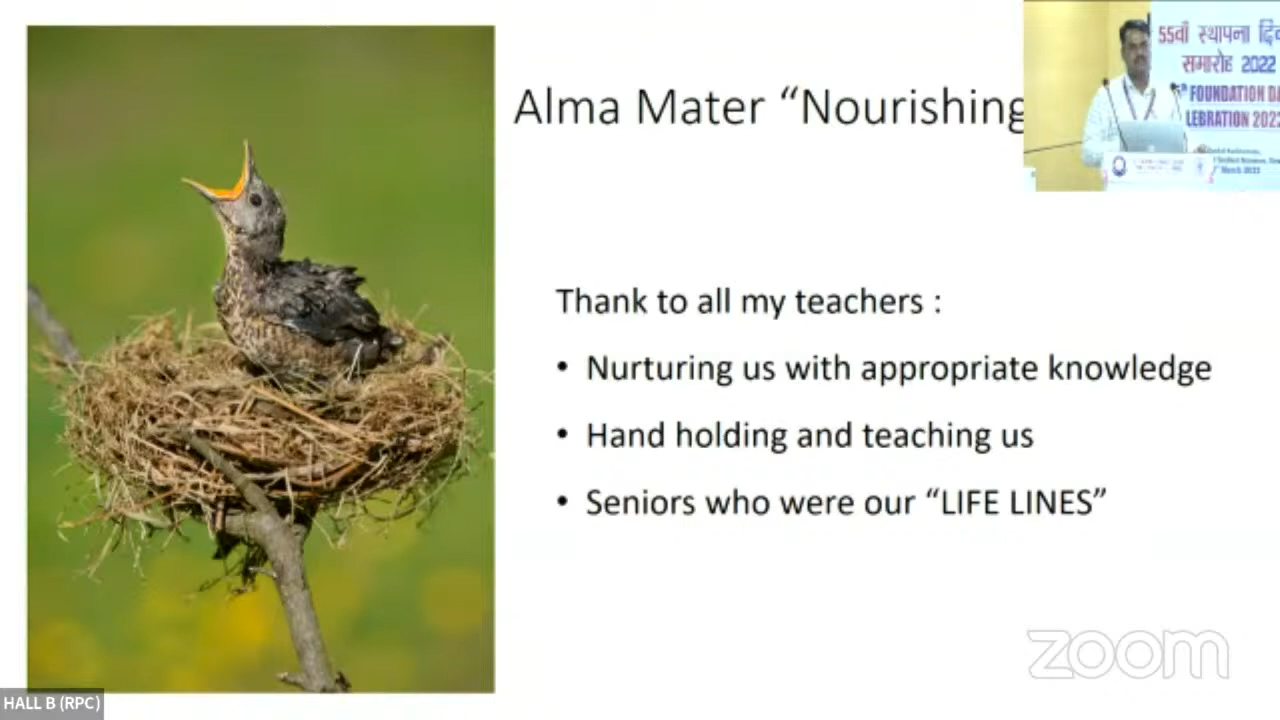 Alma Mater “Nourishing
Thank to all my teachers :
• Nurturing us with appropriate knowledge
• Hand holding and teaching us
• Seniors who were our “LIFE LINES”
55वां स्थापना दि
समारोह 2022
FOUNDATION DA
LEBRATION 2022
zoom
HALL B (RPC)